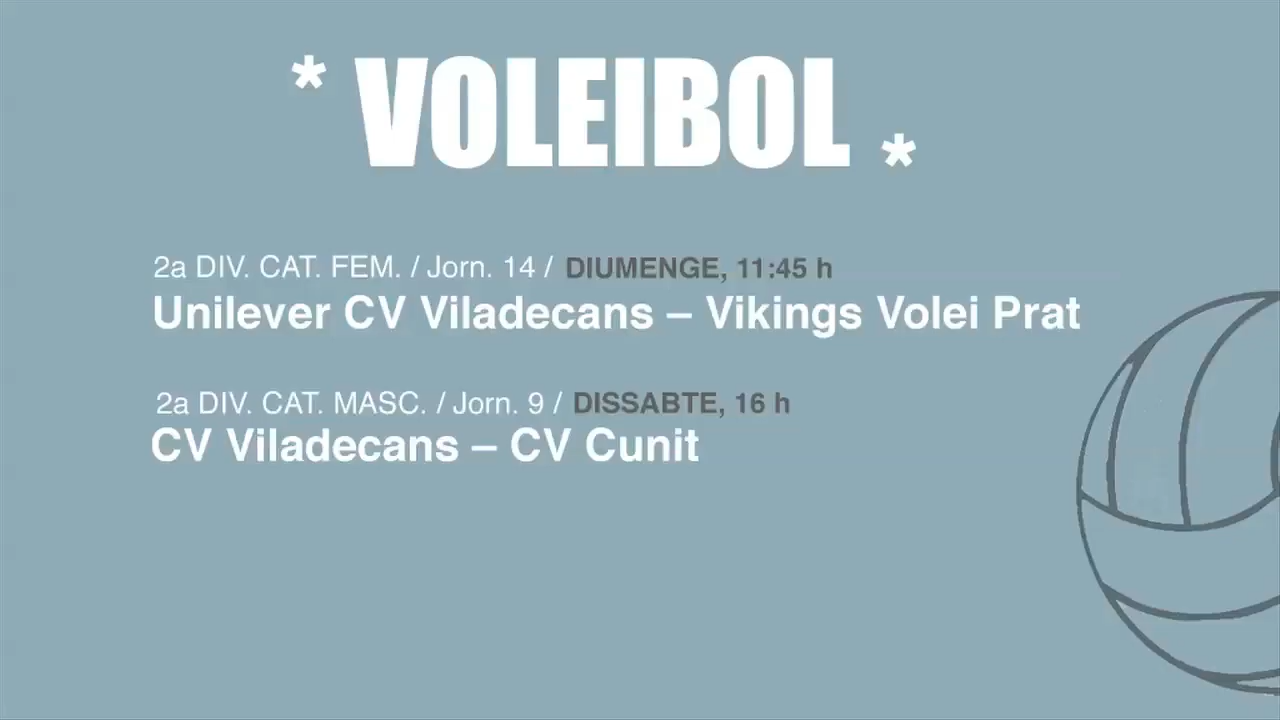 * VOLEIBOL *
2a DIV. CAT. FEM. / Jorn. 14 / DIUMENGE, 11:45 h
Unilever CV Viladecans – Vikings Volei Prat
2a DIV. CAT. MASC. / Jorn. 9 / DISSABTE, 16 h
CV Viladecans – CV Cunit